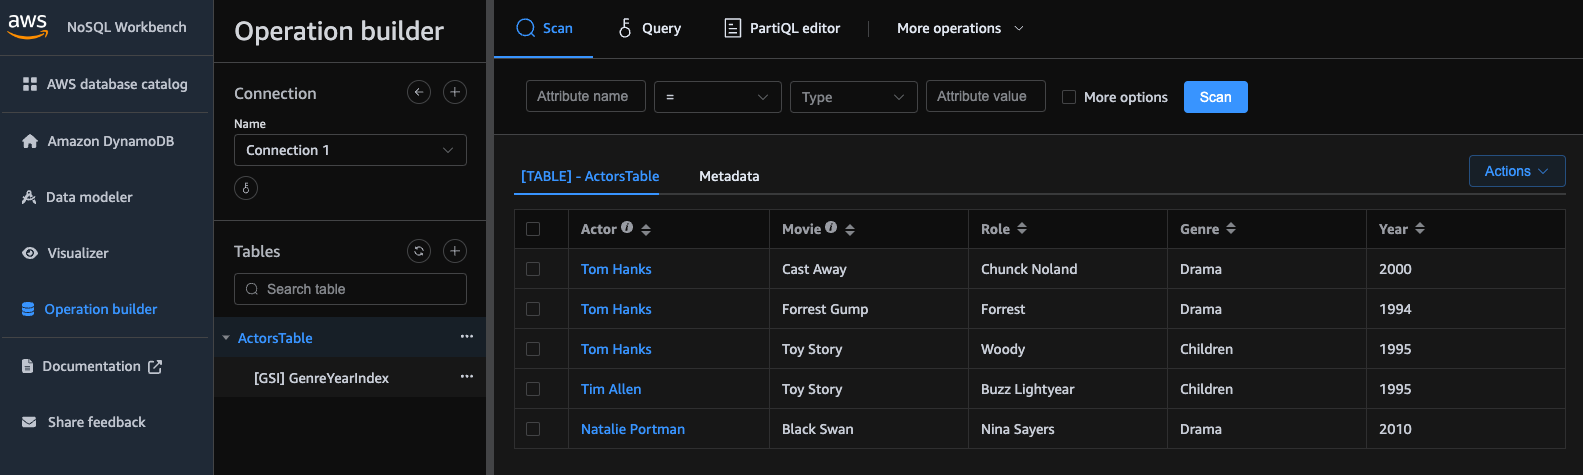 aws
NoSQL Workbench
AWS database catalog
Amazon DynamoDB
Data modeler
Visualizer
Operation builder
Documentation
Share feedback
Operation builder
Connection
Name
Connection 1
Tables
Search table
ActorsTable
[GSI] GenreYearIndex
Scan Query PartiQL editor More operations
Attribute name = Type Attribute value More options Scan
[TABLE] - ActorsTable Metadata Actions
Actor Movie Role Genre Year
Tom Hanks Cast Away Chunck Noland Drama 2000
Tom Hanks Forrest Gump Forrest Drama 1994
Tom Hanks Toy Story Woody Children 1995
Tim Allen Toy Story Buzz Lightyear Children 1995
Natalie Portman Black Swan Nina Sayers Drama 2010